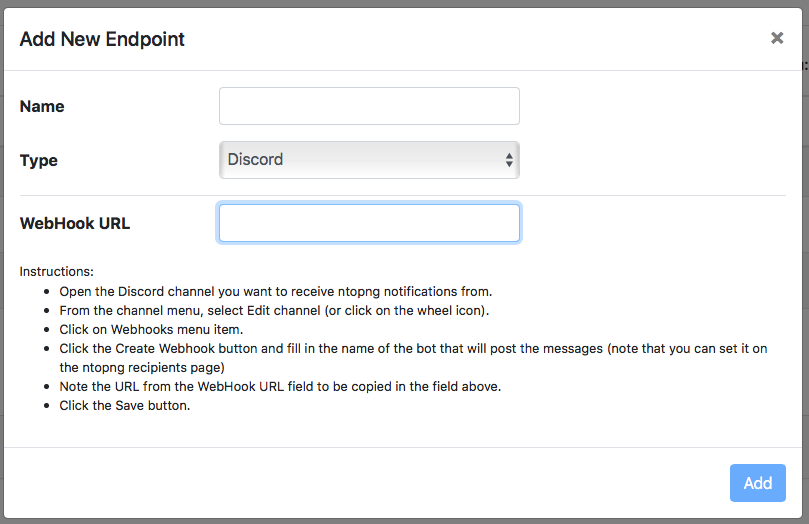 Add New Endpoint ×
Name
Type Discord
WebHook URL
Instructions:
• Open the Discord channel you want to receive ntopng notifications from.
• From the channel menu, select Edit channel (or click on the wheel icon).
• Click on Webhooks menu item.
• Click the Create Webhook button and fill in the name of the bot that will post the messages (note that you can set it on
the ntopng recipients page)
• Note the URL from the WebHook URL field to be copied in the field above.
• Click the Save button.
Add